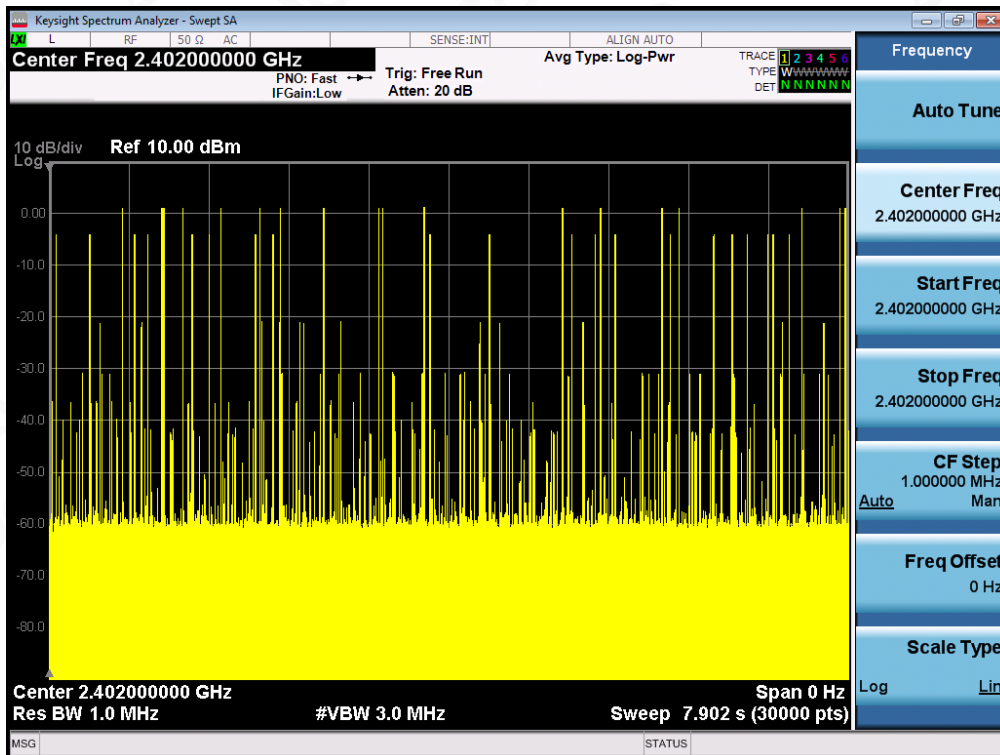 Keysight Spectrum Analyzer - Swept SA
LXI L RF 50 Ω AC SENSE:INT ALIGN AUTO
Center Freq 2.402000000 GHz
PNO: Fast
IFGain:Low
Trig: Free Run
Atten: 20 dB
Avg Type: Log-Pwr
TRACE 1 2 3 4 5 6
TYPE WWWWWWW
DET N N N N N N
10 dB/div
Log
Ref 10.00 dBm
0.00
-10.0
-20.0
-30.0
-40.0
-50.0
-60.0
-70.0
-80.0
Center 2.402000000 GHz
Span 0 Hz
Res BW 1.0 MHz
#VBW 3.0 MHz
Sweep 7.902 s (30000 pts)
MSG
STATUS
Frequency
Auto Tune
Center Freq
2.402000000 GHz
Start Freq
2.402000000 GHz
Stop Freq
2.402000000 GHz
CF Step
1.000000 MHz
Auto Man
Freq Offset
0 Hz
Scale Type
Log Lin